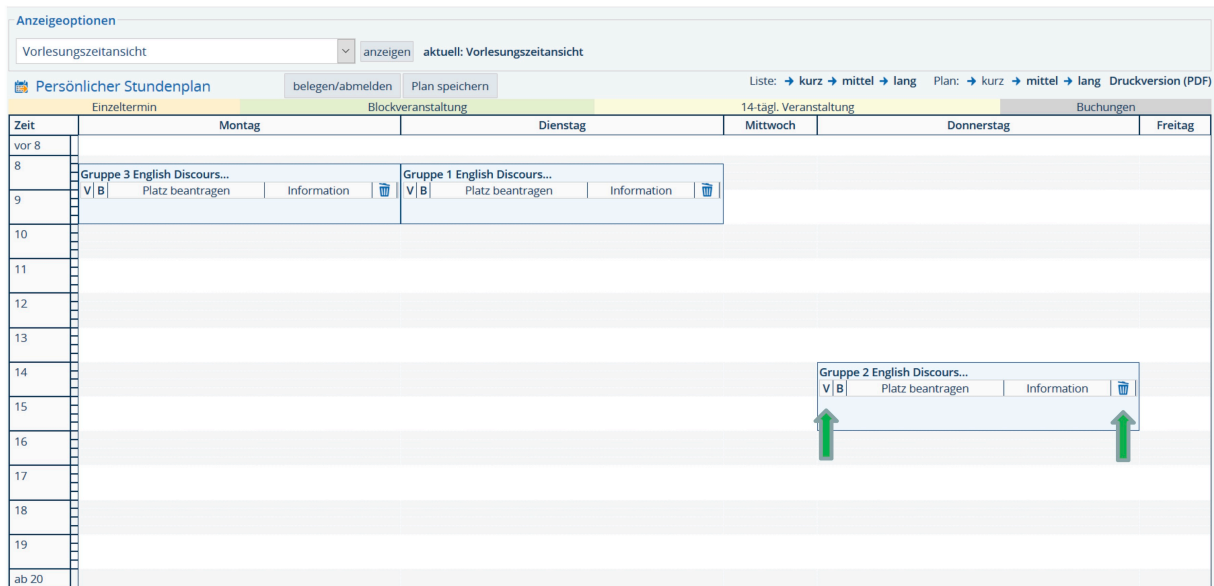 Anzeigeoptionen
Vorlesungszeitansicht anzeigen aktuell: Vorlesungszeitansicht
Persönlicher Stundenplan belegen/abmelden Plan speichern Liste: → kurz → mittel → lang Plan: → kurz → mittel → lang Druckversion (PDF)
Einzeltermin Blockveranstaltung 14-tägl. Veranstaltung Buchungen
Zeit Montag Dienstag Mittwoch Donnerstag Freitag
vor 8
8
Gruppe 3 English Discours... Gruppe 1 English Discours...
V B Platz beantragen Information V B Platz beantragen Information
9
10
11
12
13
14 Gruppe 2 English Discours...
V B Platz beantragen Information
15
16
17
18
19
ab 20